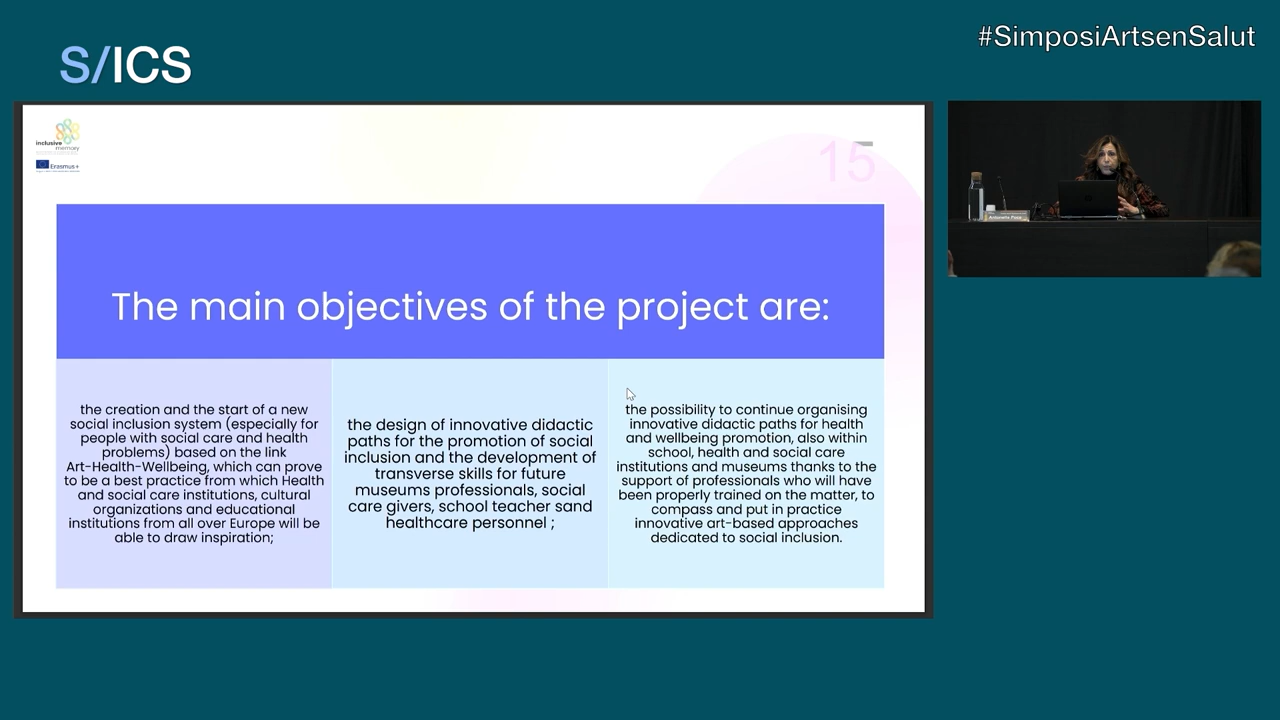 #SimposiArtsenSalut
S/ICS
inclusive
memory
Erasmus+
15
The main objectives of the project are:
the creation and the start of a new
social inclusion system (especially for
people with social care and health
problems) based on the link
Art-Health-Wellbeing, which can prove
to be a best practice from which Health
and social care institutions, cultural
organizations and educational
institutions from all over Europe will be
able to draw inspiration;
the design of innovative didactic
paths for the promotion of social
inclusion and the development of
transverse skills for future
museums professionals, social
care givers, school teacher sand
healthcare personnel ;
the possibility to continue organising
innovative didactic paths for health
and wellbeing promotion, also within
school, health and social care
institutions and museums thanks to the
support of professionals who will have
been properly trained on the matter, to
compass and put in practice
innovative art-based approaches
dedicated to social inclusion.